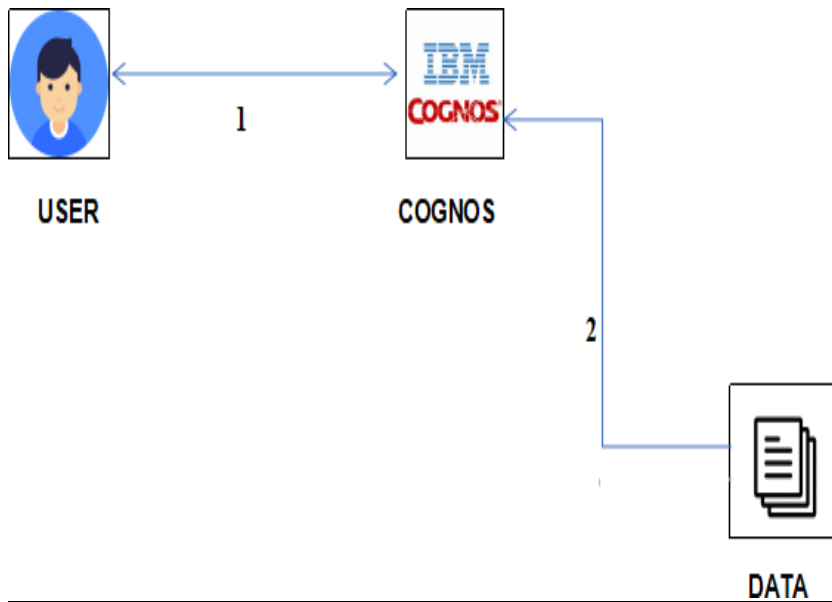 IBM
COGNOS
1
USER
COGNOS
2
DATA